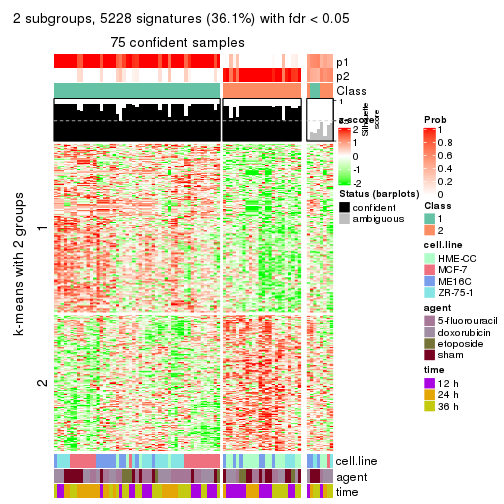 2 subgroups, 5228 signatures (36.1%) with fdr < 0.05
75 confident samples
p1
p2
Class
1
Silhouette
score
z-score
2
1
0
-1
-2
Prob
1
0.8
0.6
0.4
0.2
0
Status (barplots)
confident
ambiguous
Class
1
2
cell.line
HME-CC
MCF-7
ME16C
ZR-75-1
agent
5-fluorouracil
doxorubicin
etoposide
sham
time
12 h
24 h
36 h
k-means with 2 groups
1
2
cell.line
agent
time